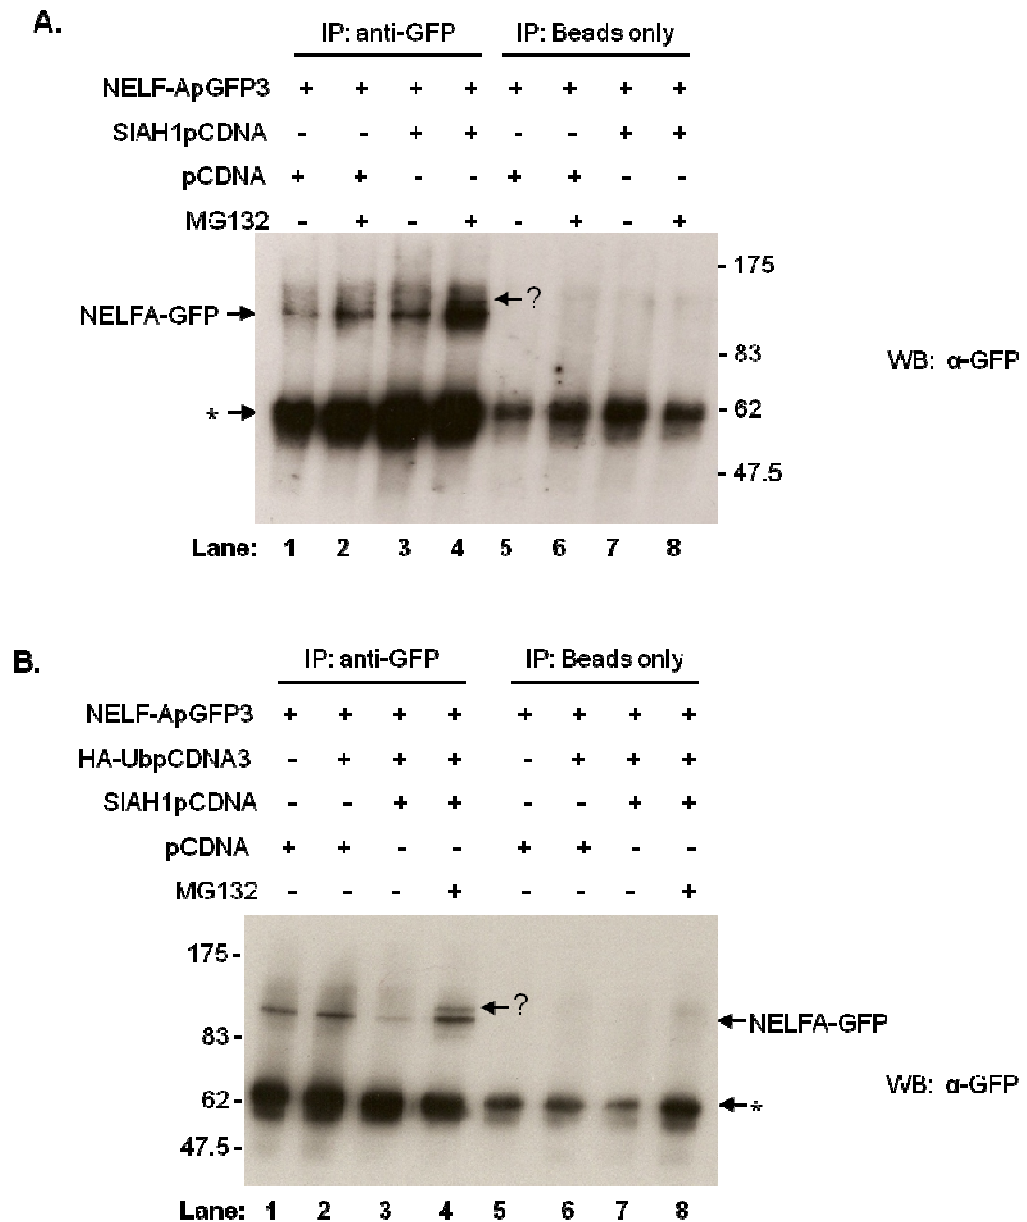 A.
IP: anti-GFP IP: Beads only
NELF-ApGFP3 + + + + + + + +
SIAH1pCDNA - - + + - - + +
pCDNA + + - - + + - -
MG132 - + - + - + - +
- 175
NELFA-GFP ?
- 83
WB: α-GFP
* - 62
- 47.5
Lane: 1 2 3 4 5 6 7 8
B.
IP: anti-GFP IP: Beads only
NELF-ApGFP3 + + + + + + + +
HA-UbpCDNA3 - + + + - + + +
SIAH1pCDNA - - + + - - + +
pCDNA + + - - + + - -
MG132 - - - + - - - +
175 -
?
NELFA-GFP
83 -
WB: α-GFP
62 - *
47.5 -
Lane: 1 2 3 4 5 6 7 8